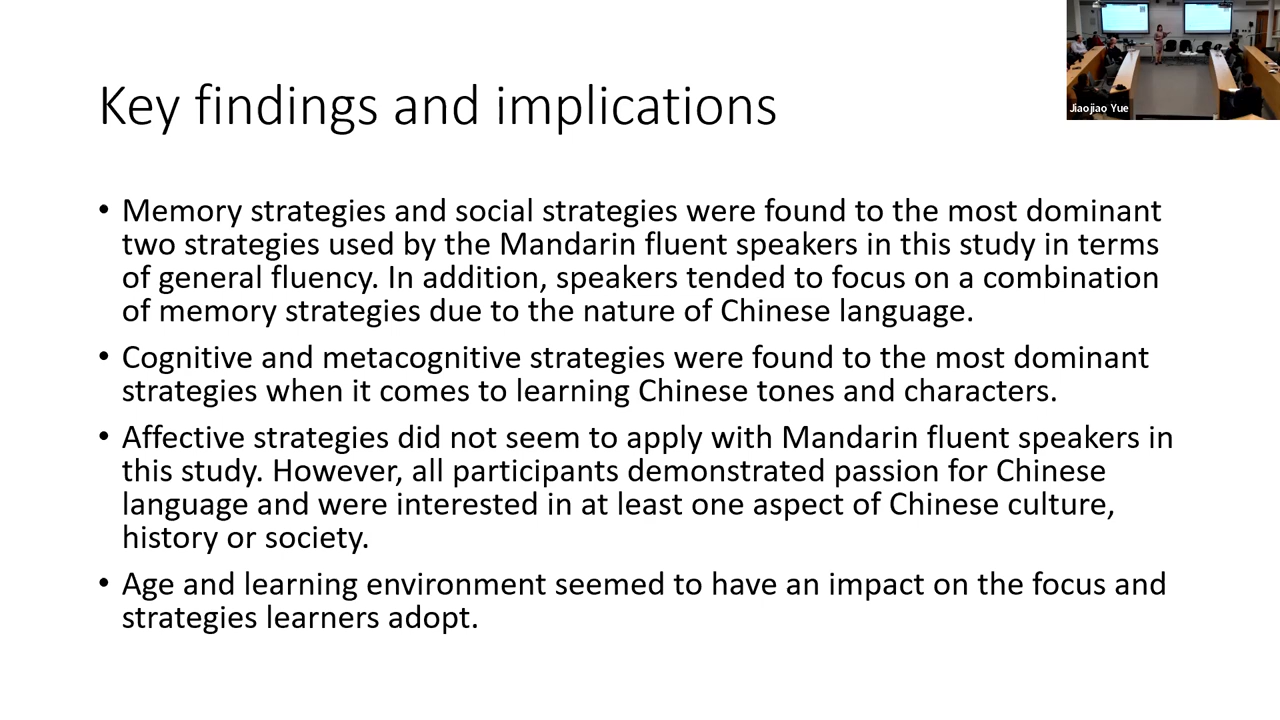 Jiaojiao Yue
Key findings and implications
• Memory strategies and social strategies were found to the most dominant
two strategies used by the Mandarin fluent speakers in this study in terms
of general fluency. In addition, speakers tended to focus on a combination
of memory strategies due to the nature of Chinese language.
• Cognitive and metacognitive strategies were found to the most dominant
strategies when it comes to learning Chinese tones and characters.
• Affective strategies did not seem to apply with Mandarin fluent speakers in
this study. However, all participants demonstrated passion for Chinese
language and were interested in at least one aspect of Chinese culture,
history or society.
• Age and learning environment seemed to have an impact on the focus and
strategies learners adopt.